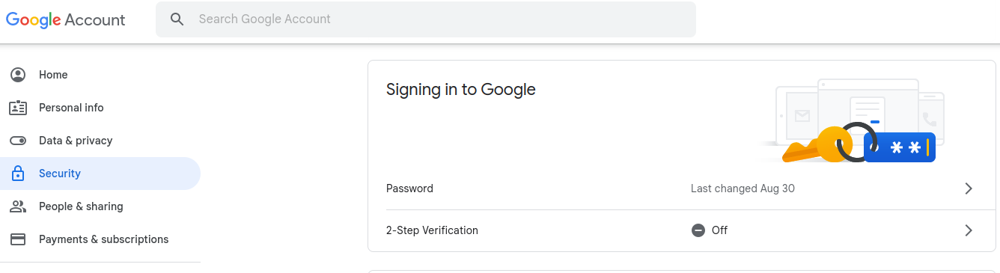 Google Account
Search Google Account
Home
Personal info
Data & privacy
Security
People & sharing
Payments & subscriptions
Signing in to Google
**
Password Last changed Aug 30
2-Step Verification Off